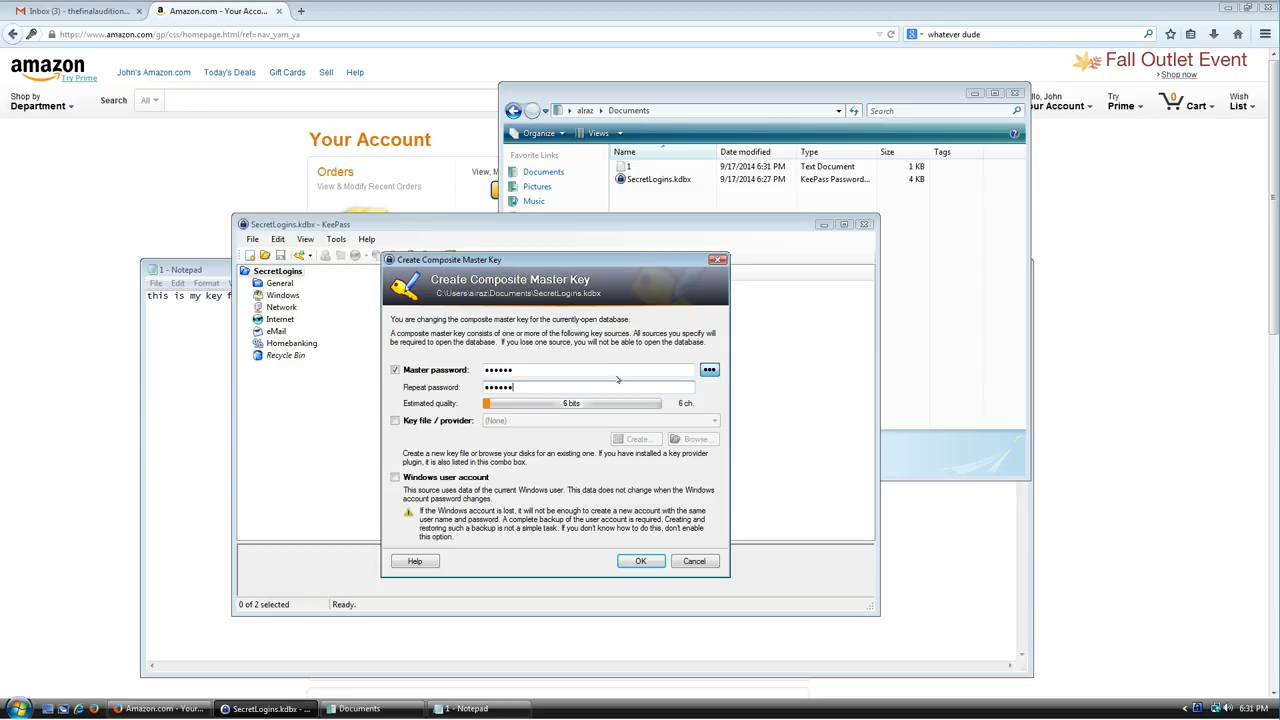 Inbox (3) - thefinalaudition...
Amazon.com - Your Acco...
https://www.amazon.com/gp/css/homepage.html/ref=nav_yam_ya
whatever dude
amazon
Try Prime
John's Amazon.com
Today's Deals
Gift Cards
Sell
Help
Fall Outlet Event
Shop now
Shop by
Department
Search
All
lo, John
our Account
Try
Prime
0
Cart
Wish
List
Your Account
Orders
View & Modify Recent Orders
View, M
alraz
Documents
Search
Organize
Views
Favorite Links
Documents
Pictures
Music
Name
Date modified
Type
Size
Tags
1
9/17/2014 6:31 PM
Text Document
1 KB
SecretLogins.kdbx
9/17/2014 6:27 PM
KeePass Password...
4 KB
SecretLogins.kdbx - KeePass
File
Edit
View
Tools
Help
SecretLogins
General
Windows
Network
Internet
eMail
Homebanking
Recycle Bin
0 of 2 selected
Ready.
1 - Notepad
File
Edit
Format
this is my key f
Create Composite Master Key
Create Composite Master Key
C:\Users\alraz\Documents\SecretLogins.kdbx
You are changing the composite master key for the currently-open database.
A composite master key consists of one or more of the following key sources. All sources you specify will
be required to open the database. If you lose one source, you will not be able to open the database.
Master password:
Repeat password:
Estimated quality:
6 bits
6 ch.
Key file / provider:
(None)
Create...
Browse...
Create a new key file or browse your disks for an existing one. If you have installed a key provider
plugin, it is also listed in this combo box.
Windows user account
This source uses data of the current Windows user. This data does not change when the Windows
account password changes.
If the Windows account is lost, it will not be enough to create a new account with the same
user name and password. A complete backup of the user account is required. Creating and
restoring such a backup is not a simple task. If you don't know how to do this, don't enable
this option.
Help
OK
Cancel
Amazon.com - Your...
SecretLogins.kdbx - ...
Documents
1 - Notepad
6:31 PM